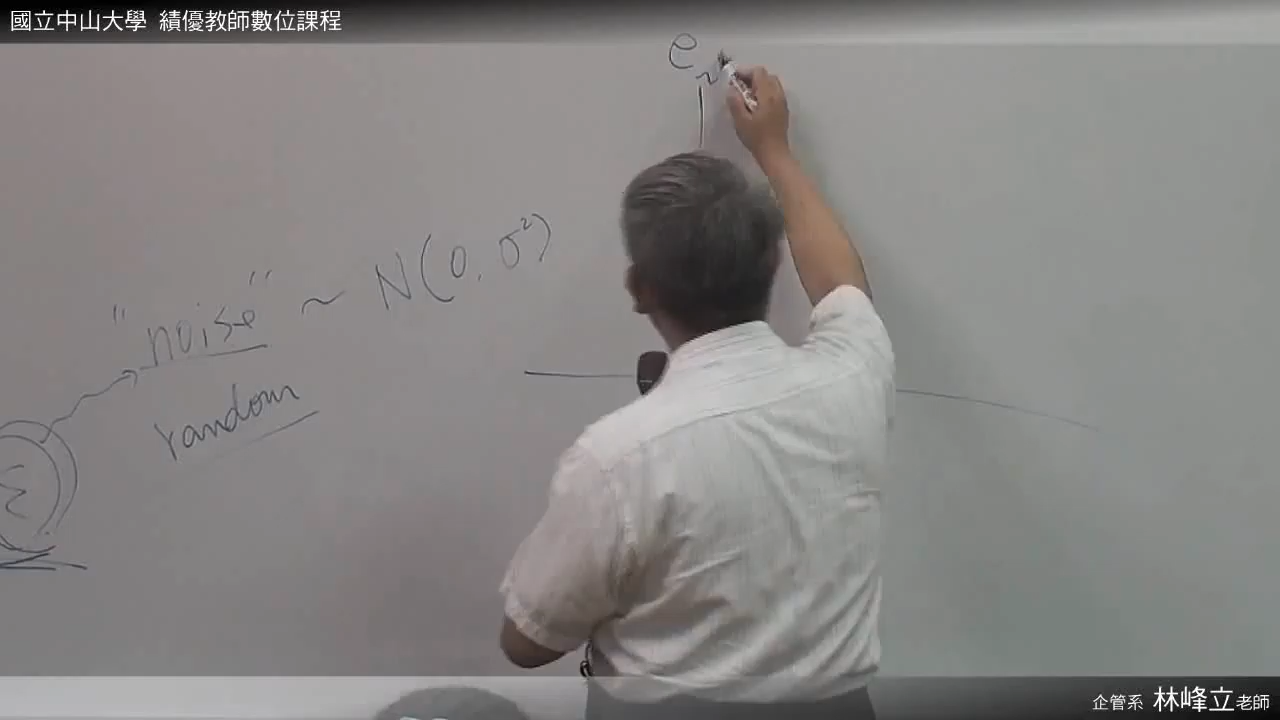 國立中山大學 績優教師數位課程
e
"noise" ~ N(0, σ²)
random
Σ
企管系 林峰立老師